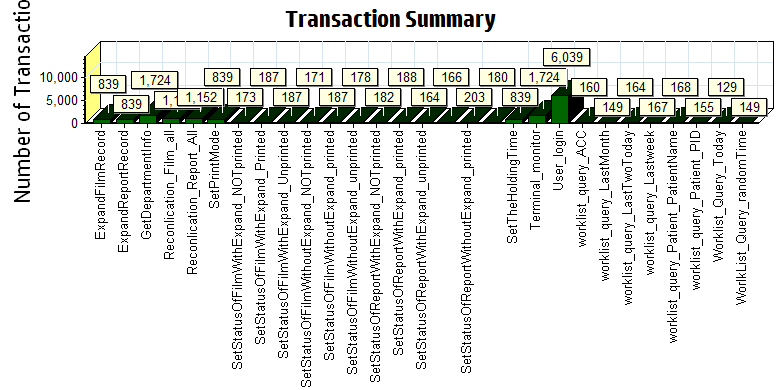 Transaction Summary
Number of Transactio
10,000
5,000
0
839
839
1,724
1,152
839
173
187
187
171
187
178
182
188
164
166
203
180
839
1,724
6,039
160
149
164
167
168
155
129
149
ExpandFilmRecord
ExpandReportRecord
GetDepartmentInfo
Reconlication_Film_all
Reconlication_Report_All
SetPrintMode
SetStatusOfFilmWithExpand_NOTprinted
SetStatusOfFilmWithExpand_Printed
SetStatusOfFilmWithExpand_Unprinted
SetStatusOfFilmWithoutExpand_NOTprinted
SetStatusOfFilmWithoutExpand_printed
SetStatusOfFilmWithoutExpand_unprinted
SetStatusOfReportWithExpand_NOTprinted
SetStatusOfReportWithExpand_printed
SetStatusOfReportWithExpand_unprinted
SetStatusOfReportWithoutExpand_printed
SetTheHoldingTime
Terminal_monitor
User_login
worklist_query_ACC
worklist_query_LastMonth
worklist_query_LastTwoToday
worklist_query_Lastweek
worklist_query_Patient_PatientName
worklist_query_Patient_PID
Worklist_Query_Today
WorkList_Query_randomTime